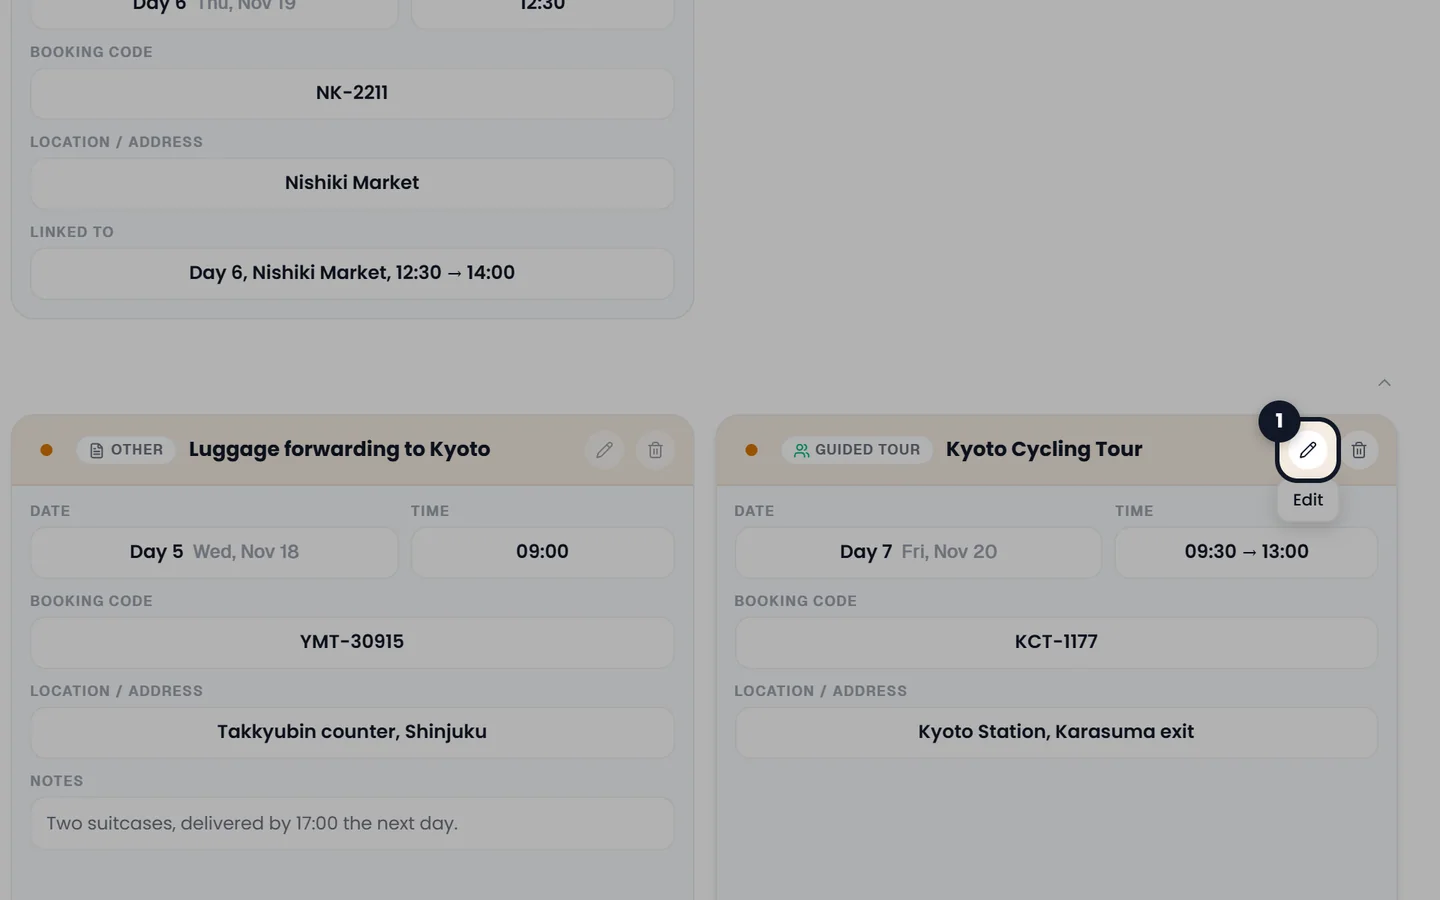 Day 6 Thu, Nov 19
12:30
BOOKING CODE
NK-2211
LOCATION / ADDRESS
Nishiki Market
LINKED TO
Day 6, Nishiki Market, 12:30 → 14:00
OTHER Luggage forwarding to Kyoto
DATE
TIME
Day 5 Wed, Nov 18
09:00
BOOKING CODE
YMT-30915
LOCATION / ADDRESS
Takkyubin counter, Shinjuku
NOTES
Two suitcases, delivered by 17:00 the next day.
GUIDED TOUR Kyoto Cycling Tour
1
Edit
DATE
TIME
Day 7 Fri, Nov 20
09:30 → 13:00
BOOKING CODE
KCT-1177
LOCATION / ADDRESS
Kyoto Station, Karasuma exit